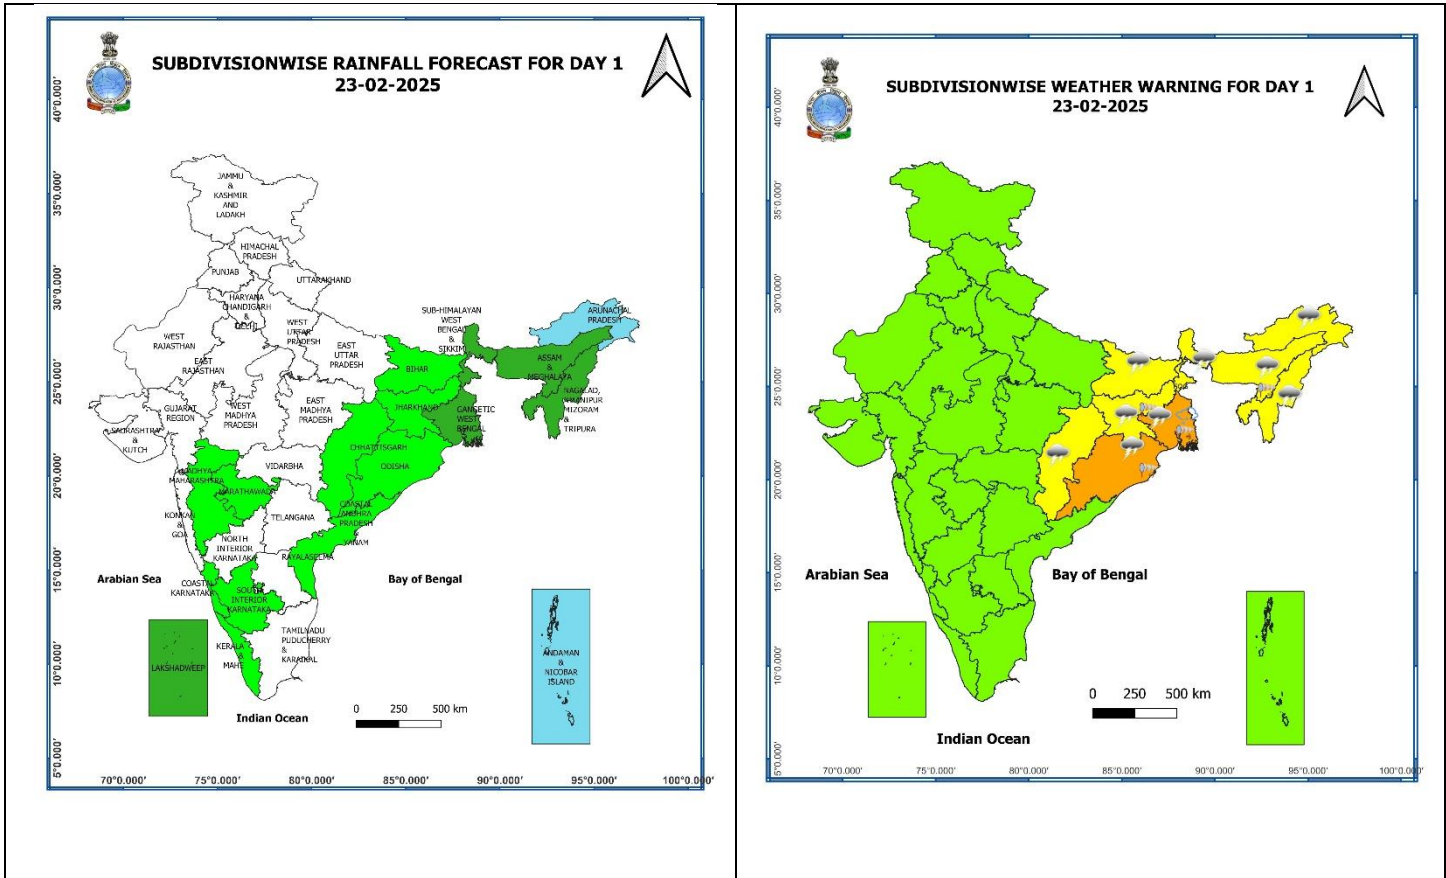 SUBDIVISIONWISE RAINFALL FORECAST FOR DAY 1
23-02-2025
40°0.000'
35°0.000'
30°0.000'
25°0.000'
20°0.000'
15°0.000'
10°0.000'
5°0.000'
JAMMU
&
KASHMIR
AND
LADAKH
HIMACHAL
PRADESH
PUNJAB
UTTARAKHAND
HARYANA
CHANDIGARH
&
DELHI
WEST
UTTAR
PRADESH
EAST
UTTAR
PRADESH
WEST
RAJASTHAN
EAST
RAJASTHAN
SUB-HIMALAYAN
WEST
BENGAL
&
SIKKIM
ARUNACHAL
PRADESH
ASSAM
&
MEGHALAYA
NAGALAD,
MANIPUR
MIZORAM
&
TRIPURA
BIHAR
JHARKHAND
GANGETIC
WEST
BENGAL
GUJARAT
REGION
WEST
MADHYA
PRADESH
EAST
MADHYA
PRADESH
SAURASHTRA
&
KUTCH
CHHATTISGARH
ODISHA
VIDARBHA
MADHYA
MAHARASHTRA
MARATHAWADA
KONKAN
&
GOA
TELANGANA
COASTAL
ANDHRA
PRADESH
&
YANAM
NORTH
INTERIOR
KARNATAKA
RAYALASEEMA
Arabian Sea
Bay of Bengal
COASTAL
KARNATAKA
SOUTH
INTERIOR
KARNATAKA
TAMILNADU
PUDUCHERRY
&
KARAIKAL
KERALA
&
MAHE
LAKSHADWEEP
ANDAMAN
&
NICOBAR
ISLAND
Indian Ocean
0 250 500 km
70°0.000' 75°0.000' 80°0.000' 85°0.000' 90°0.000' 95°0.000' 100°0.000'
SUBDIVISIONWISE WEATHER WARNING FOR DAY 1
23-02-2025
40°0.000'
35°0.000'
30°0.000'
25°0.000'
20°0.000'
15°0.000'
10°0.000'
5°0.000'
Arabian Sea
Bay of Bengal
Indian Ocean
0 250 500 km
70°0.000' 75°0.000' 80°0.000' 85°0.000' 90°0.000' 95°0.000' 100°0.000'